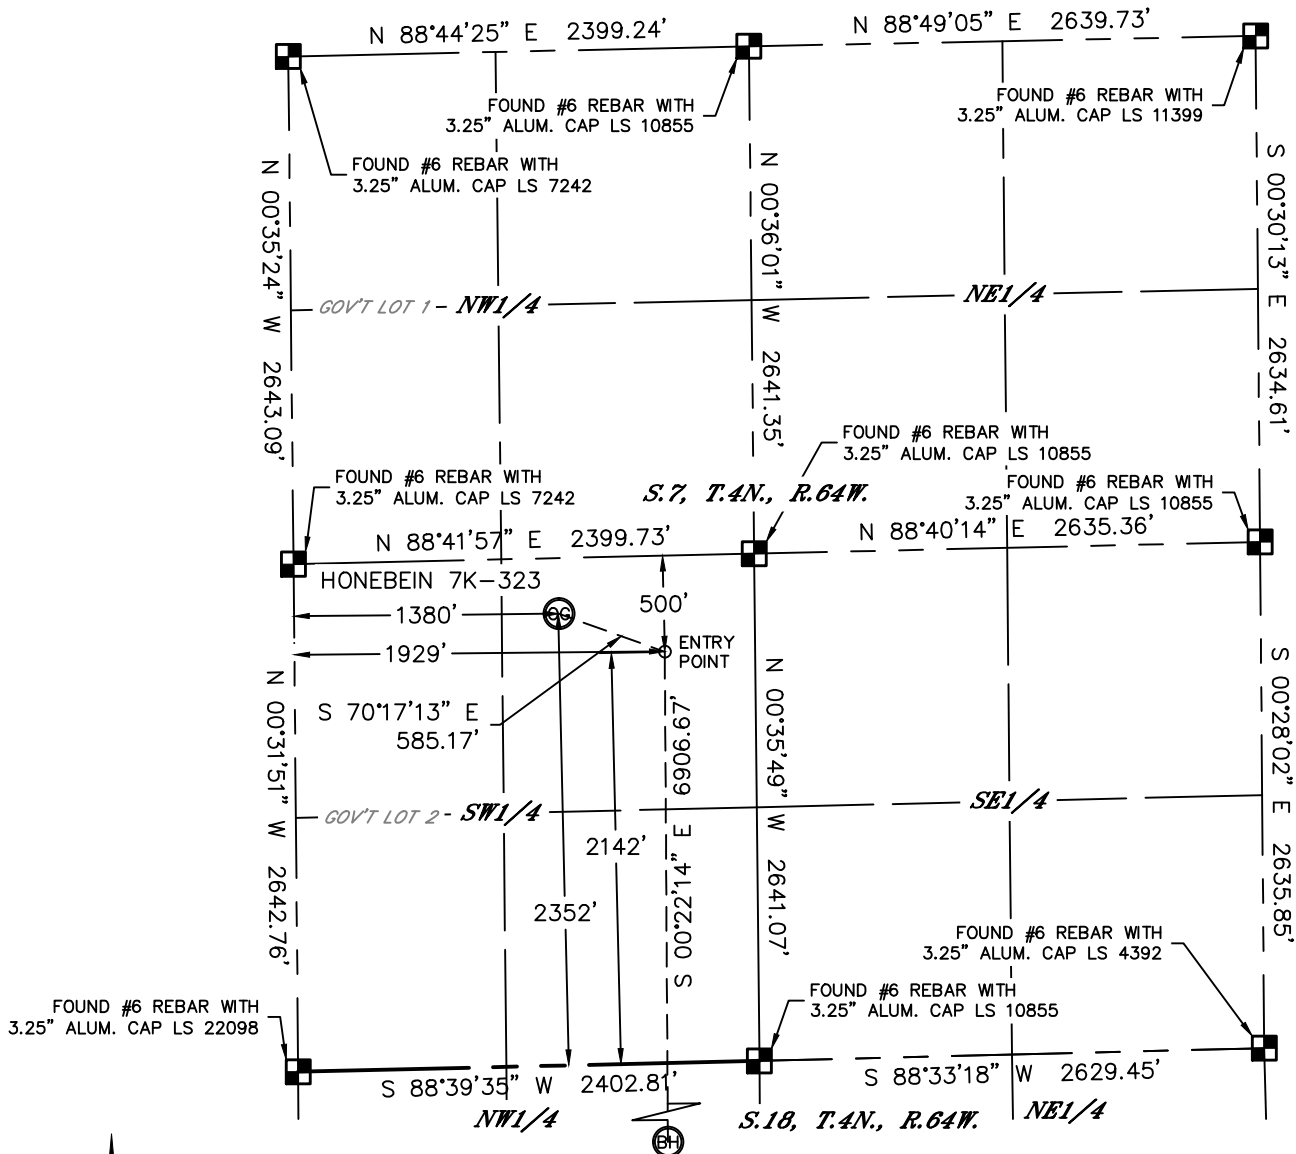 N 88°44'25" E 2399.24'
N 88°49'05" E 2639.73'
FOUND #6 REBAR WITH
3.25" ALUM. CAP LS 10855
FOUND #6 REBAR WITH
3.25" ALUM. CAP LS 11399
FOUND #6 REBAR WITH
3.25" ALUM. CAP LS 7242
N 00°35'24" W 2643.09'
N 00°36'01" W 2641.35'
S 00°30'13" E 2634.61'
GOV'T LOT 1 - NW1/4
NE1/4
FOUND #6 REBAR WITH
3.25" ALUM. CAP LS 10855
FOUND #6 REBAR WITH
3.25" ALUM. CAP LS 7242
S.7, T.4N., R.64W.
FOUND #6 REBAR WITH
3.25" ALUM. CAP LS 10855
N 88°41'57" E 2399.73'
N 88°40'14" E 2635.36'
HONEBEIN 7K-323
OG
1380'
500'
1929'
ENTRY
POINT
S 70°17'13" E
585.17'
N 00°31'51" W 2642.76'
S 00°22'14" E 6906.67'
N 00°35'49" W 2641.07'
S 00°28'02" E 2635.85'
GOV'T LOT 2 - SW1/4
SE1/4
2142'
2352'
FOUND #6 REBAR WITH
3.25" ALUM. CAP LS 4392
FOUND #6 REBAR WITH
3.25" ALUM. CAP LS 22098
FOUND #6 REBAR WITH
3.25" ALUM. CAP LS 10855
S 88°39'35" W 2402.81'
S 88°33'18" W 2629.45'
NW1/4
S.18, T.4N., R.64W.
NE1/4
BH